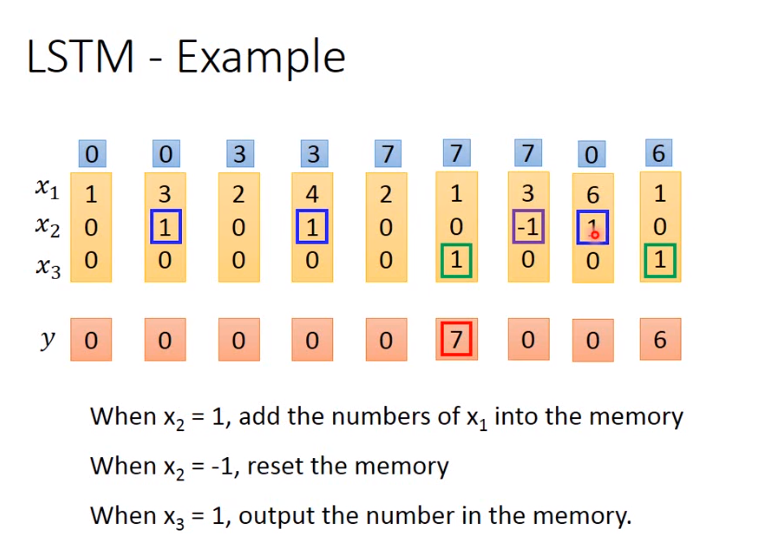 LSTM - Example
0 0 3 3 7 7 7 0 6
x₁ 1 3 2 4 2 1 3 6 1
x₂ 0 1 0 1 0 0 -1 1 0
x₃ 0 0 0 0 0 1 0 0 1
y 0 0 0 0 0 7 0 0 6
When x₂ = 1, add the numbers of x₁ into the memory
When x₂ = -1, reset the memory
When x₃ = 1, output the number in the memory.